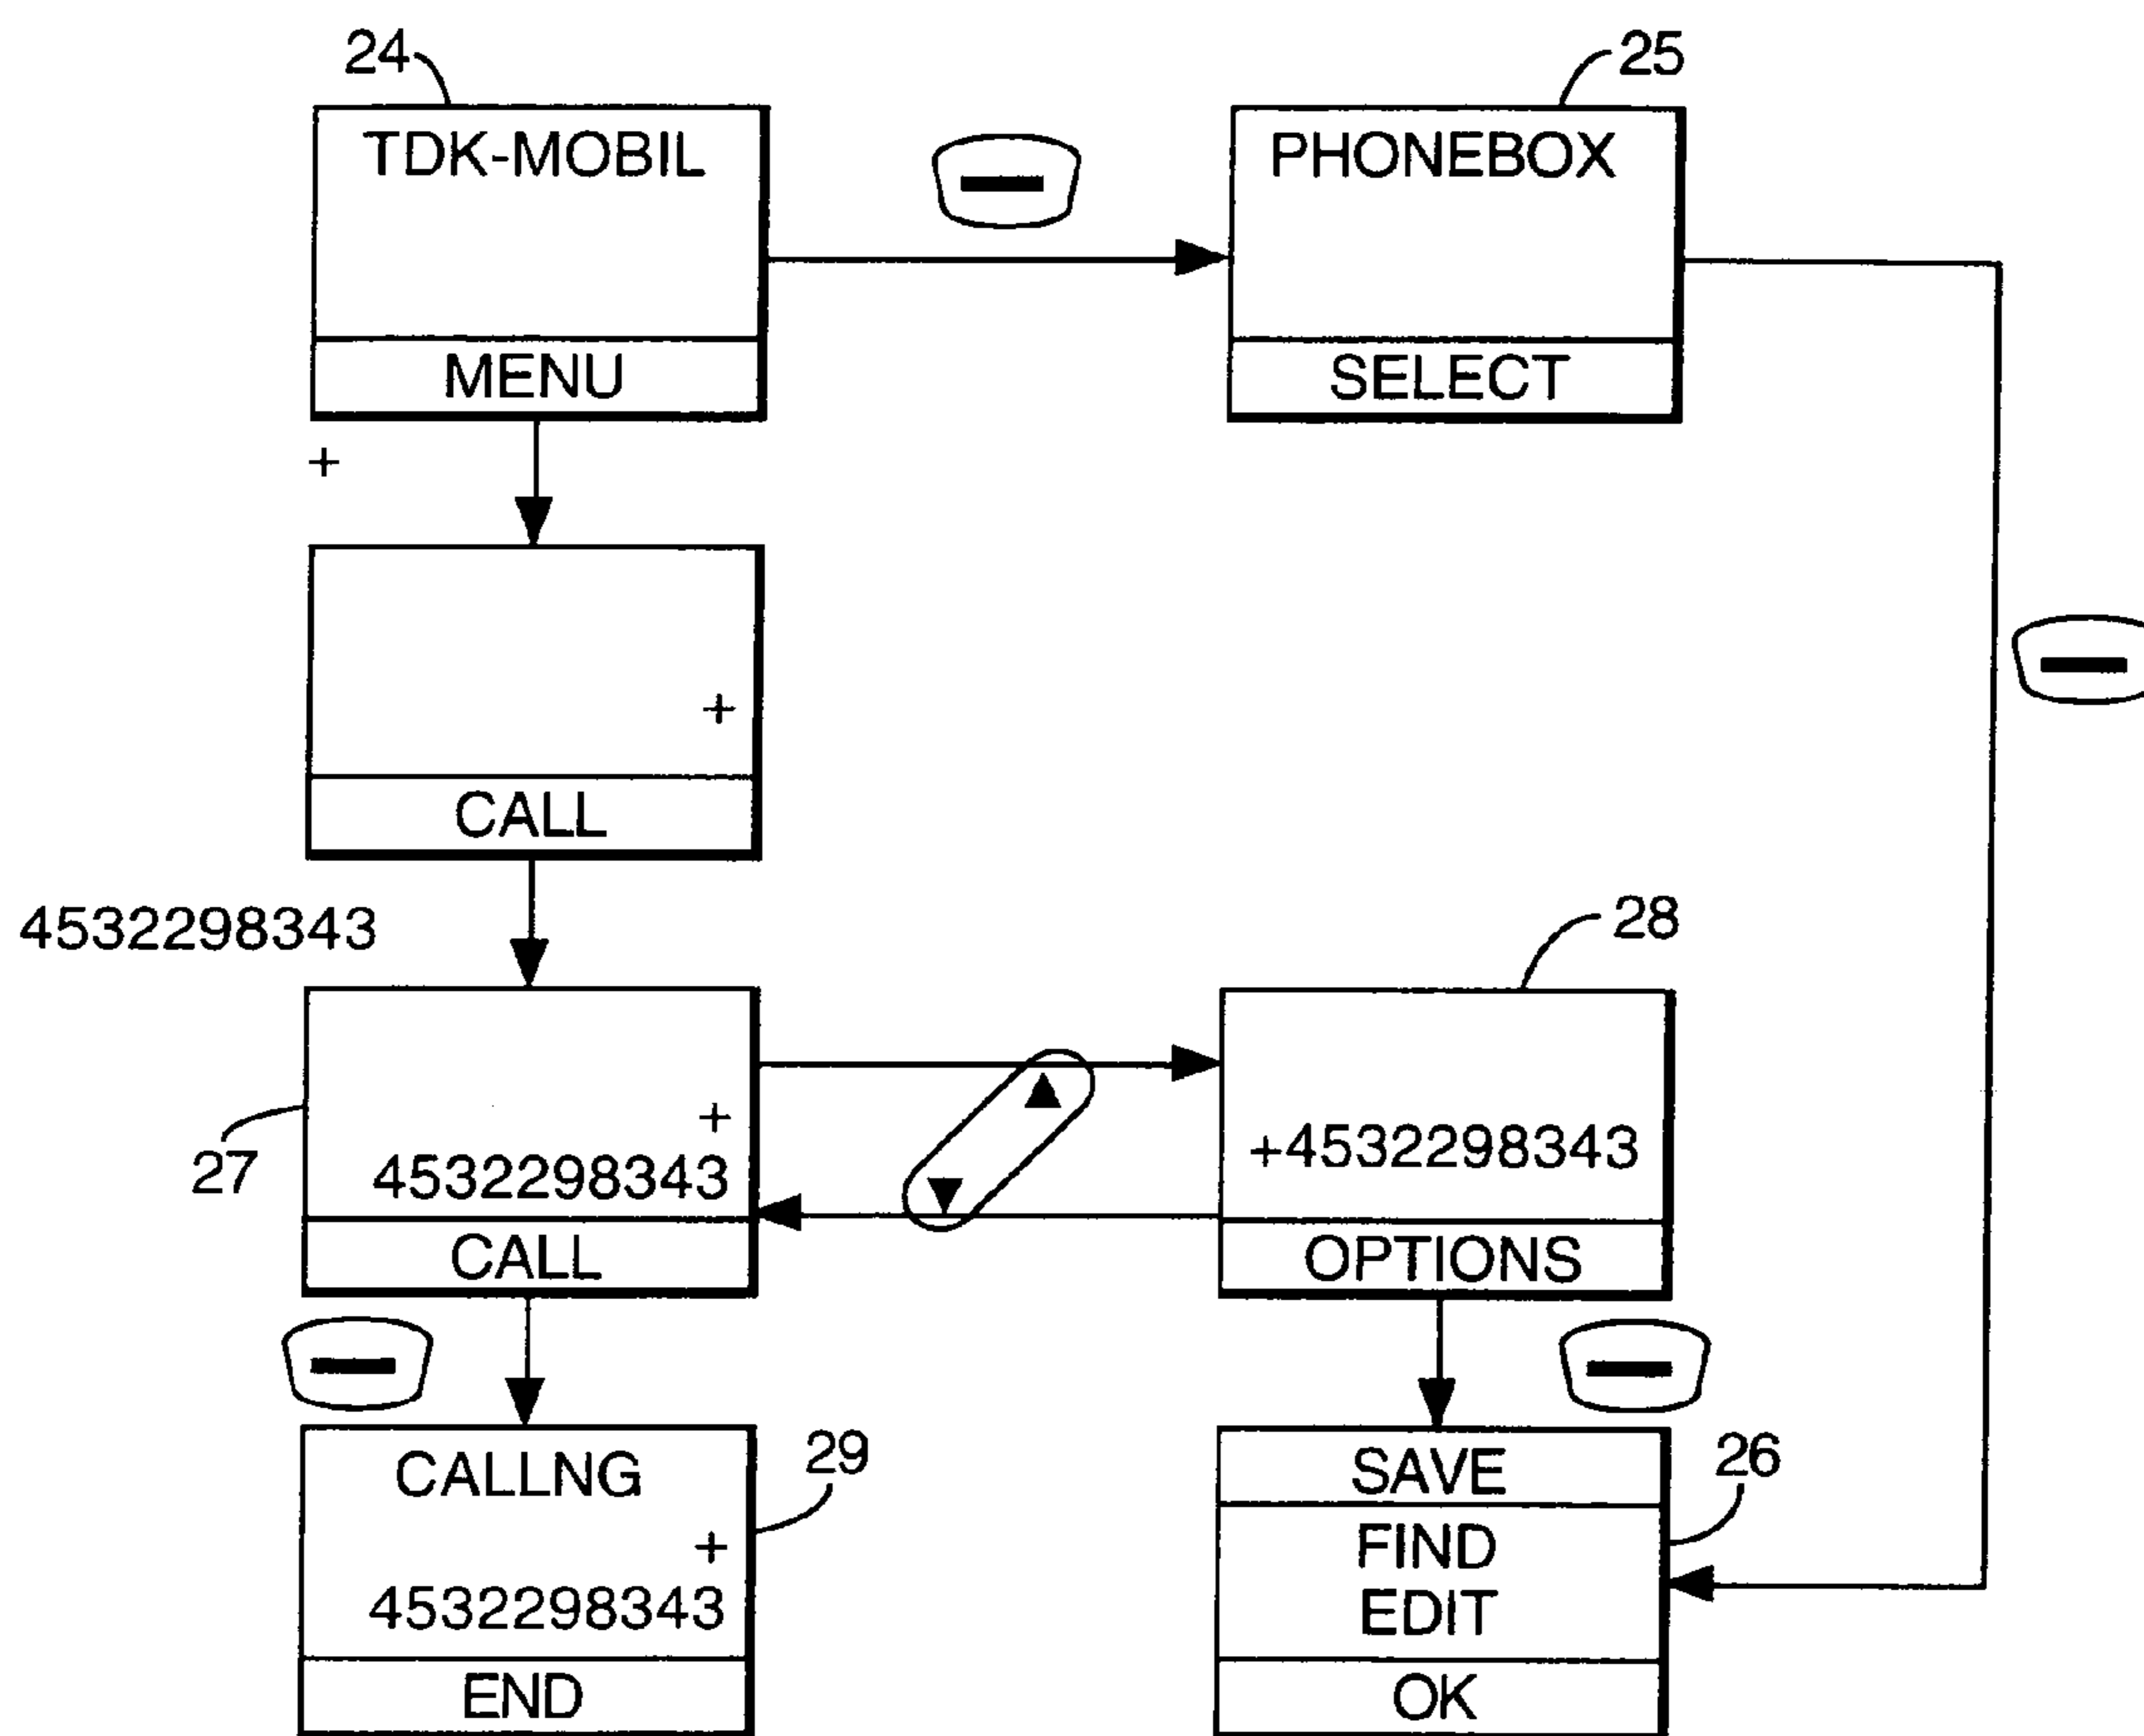 24
25
TDK-MOBIL
PHONEBOX
MENU
SELECT
+
+
CALL
4532298343
28
27
+
4532298343
+4532298343
CALL
OPTIONS
29
26
CALLNG
+
4532298343
END
SAVE
FIND
EDIT
OK